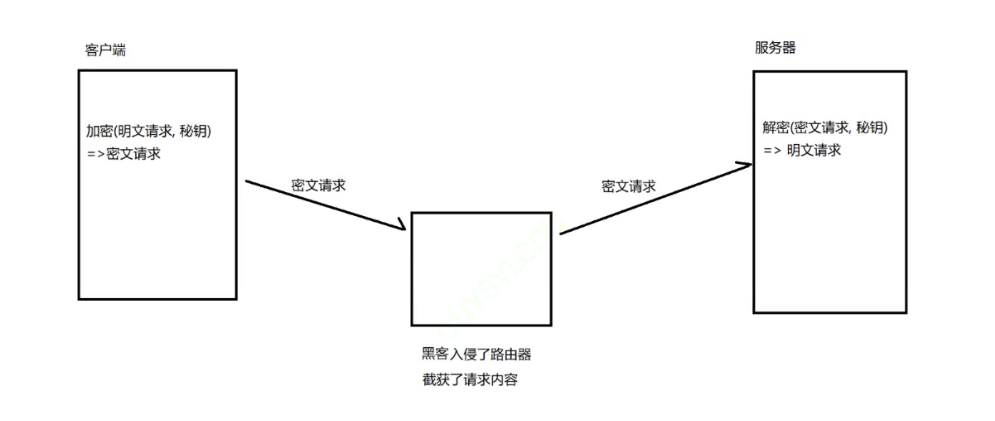 客户端
服务器
加密(明文请求, 秘钥)
=>密文请求
解密(密文请求, 秘钥)
=> 明文请求
密文请求
密文请求
黑客入侵了路由器
截获了请求内容